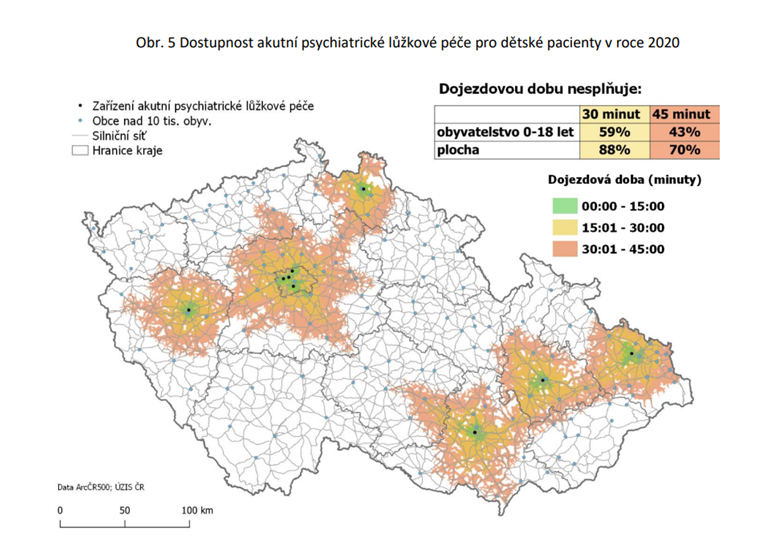 Obr. 5 Dostupnost akutní psychiatrické lůžkové péče pro dětské pacienty v roce 2020
Dojezdovou dobu nesplňuje:
30 minut 45 minut
obyvatelstvo 0-18 let 59% 43%
plocha 88% 70%
Zařízení akutní psychiatrické lůžkové péče
Obce nad 10 tis. obyv.
Silniční síť
Hranice kraje
Dojezdová doba (minuty)
00:00 - 15:00
15:01 - 30:00
30:01 - 45:00
Data ArcČR500; ÚZIS ČR
0 50 100 km